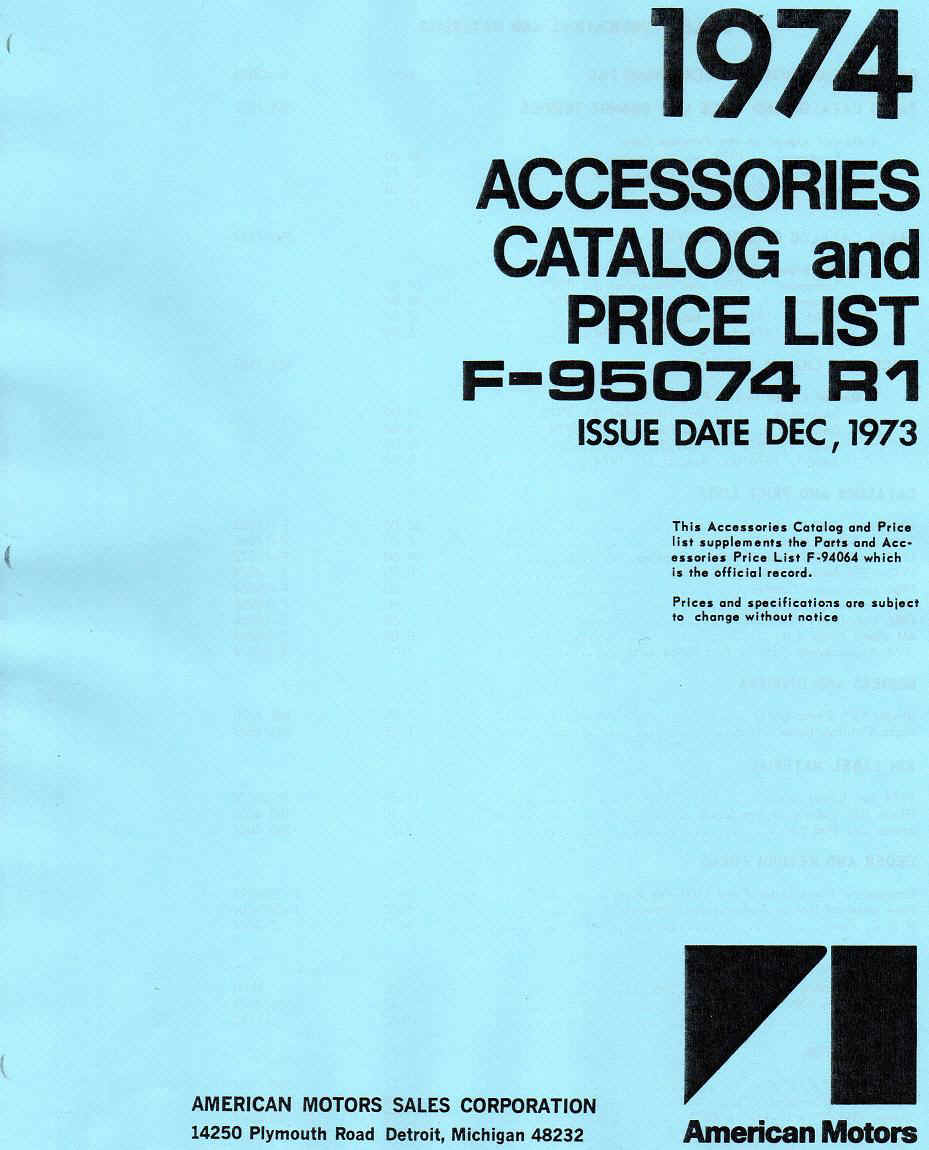 1974
ACCESSORIES
CATALOG and
PRICE LIST
F-95074 R1
ISSUE DATE DEC, 1973
This Accessories Catalog and Price
list supplements the Parts and Acc-
essories Price List F-94064 which
is the official record.
Prices and specifications are subject
to change without notice
AMERICAN MOTORS SALES CORPORATION
14250 Plymouth Road Detroit, Michigan 48232
American Motors